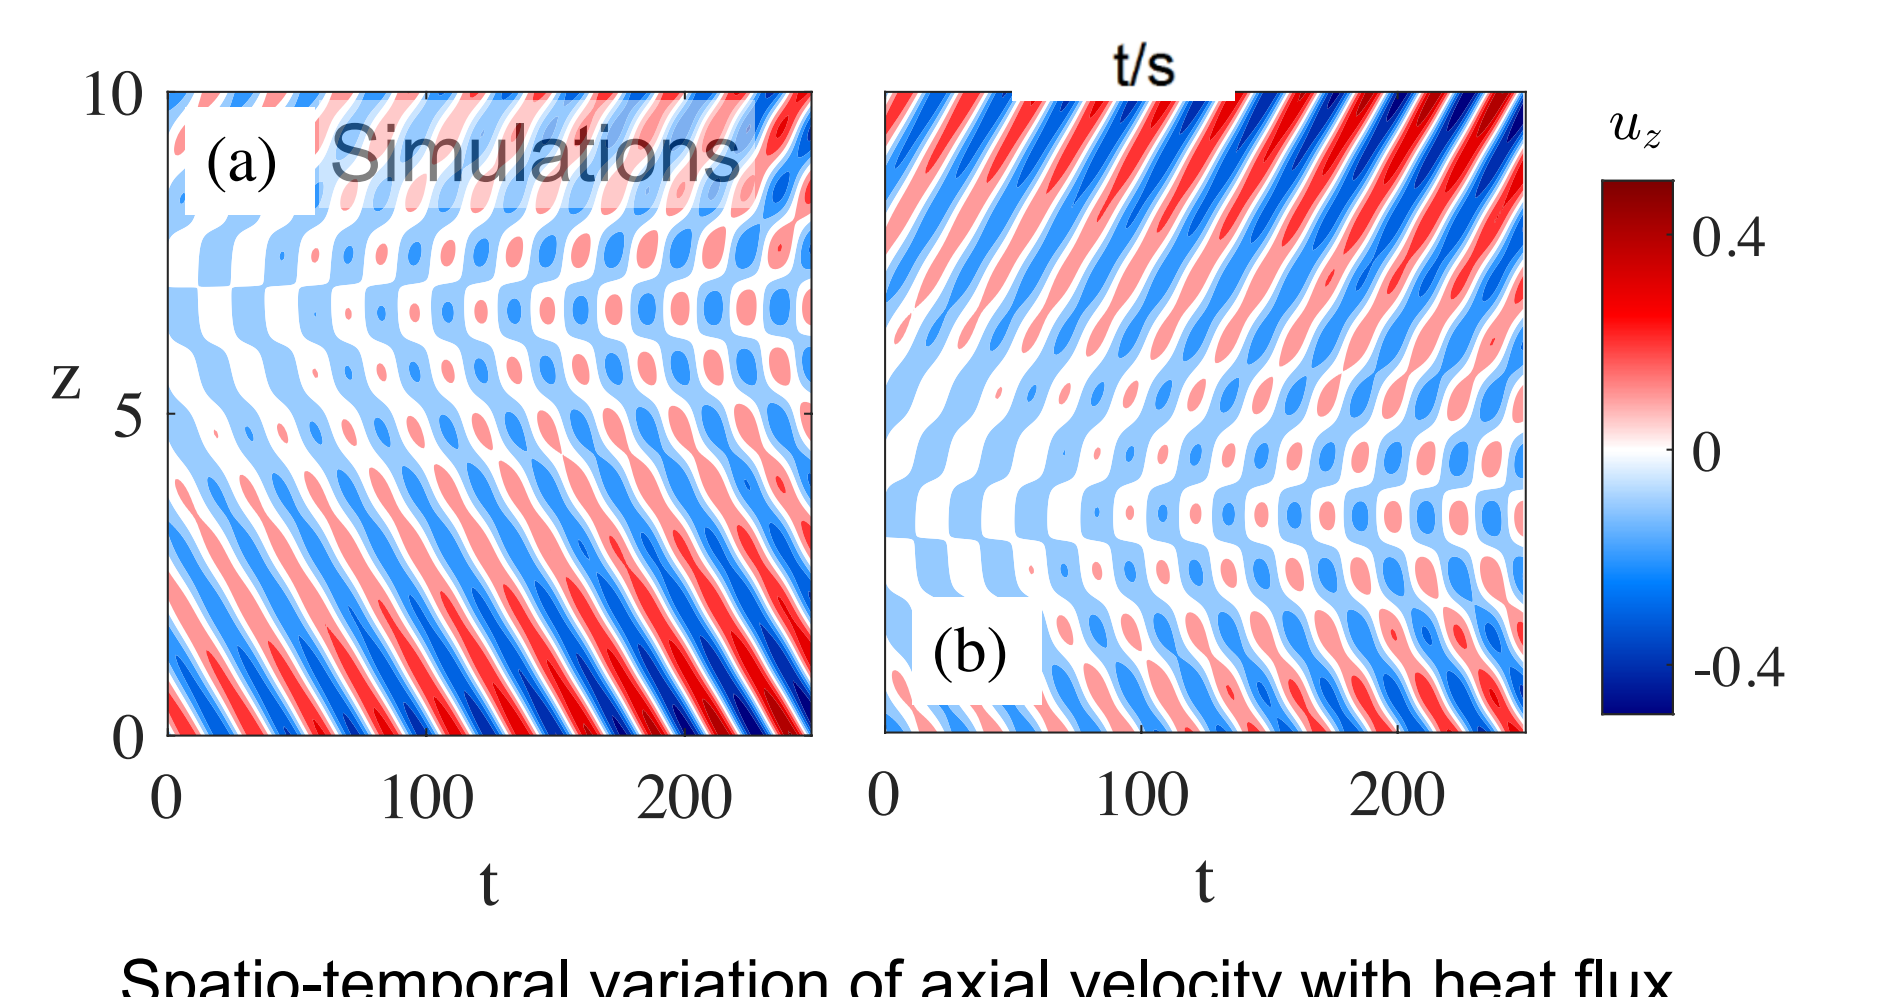 t/s
10
(a) Simulations
u_z
0.4
z
5
0
(b)
-0.4
0
0 100 200
0 100 200
t
t
Spatio-temporal variation of axial velocity with heat flux